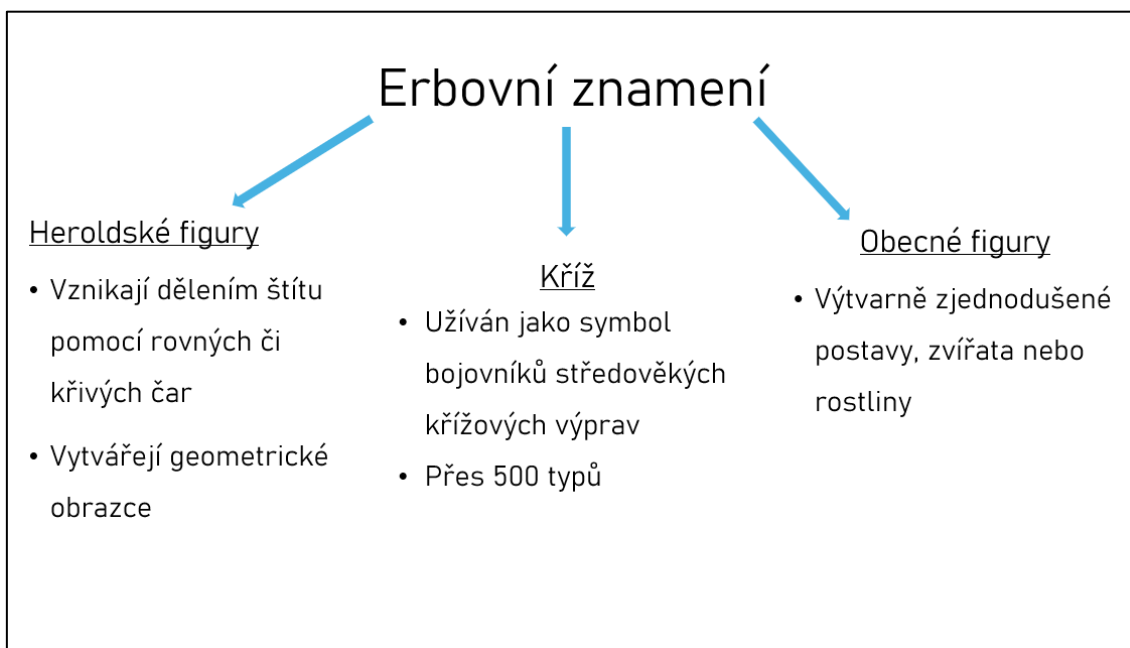 Erbovní znamení
Heroldské figury
• Vznikají dělením štítu
pomocí rovných či
křivých čar
• Vytvářejí geometrické
obrazce
Kříž
• Užíván jako symbol
bojovníků středověkých
křížových výprav
• Přes 500 typů
Obecné figury
• Výtvarně zjednodušené
postavy, zvířata nebo
rostliny